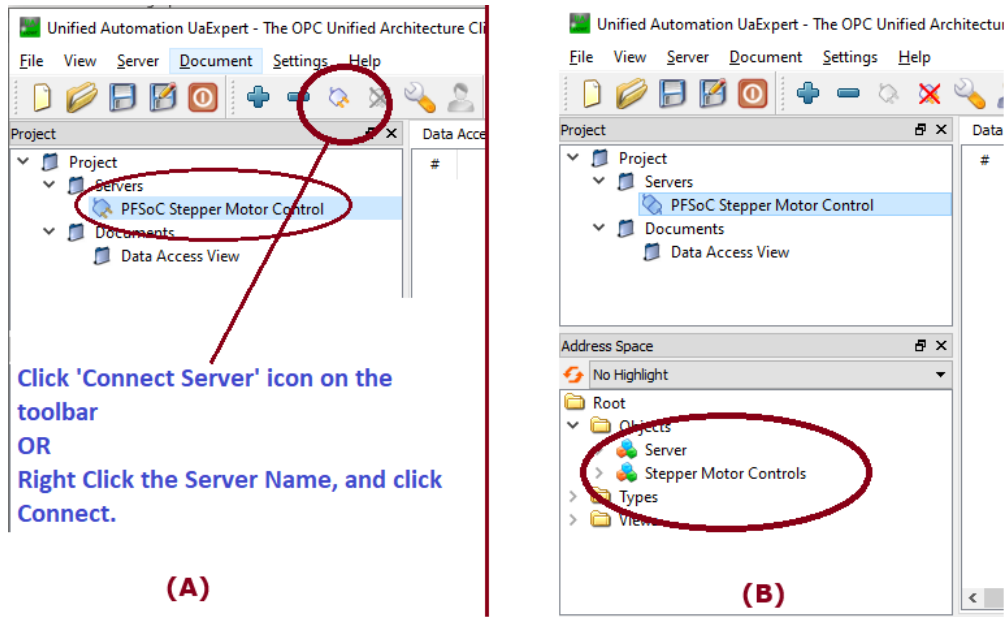 Unified Automation UaExpert - The OPC Unified Architecture Cli
File View Server Document Settings Help
Project
Data Acce
#
Project
Servers
PFSoC Stepper Motor Control
Documents
Data Access View
Click 'Connect Server' icon on the
toolbar
OR
Right Click the Server Name, and click
Connect.
(A)
Unified Automation UaExpert - The OPC Unified Architectu
File View Server Document Settings Help
Project
Data
#
Project
Servers
PFSoC Stepper Motor Control
Documents
Data Access View
Address Space
No Highlight
Root
Objects
Server
Stepper Motor Controls
Types
Views
(B)